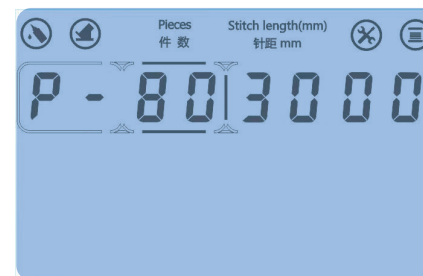 Pieces Stitch length(mm)
件 数 针距 mm
P-80 3000